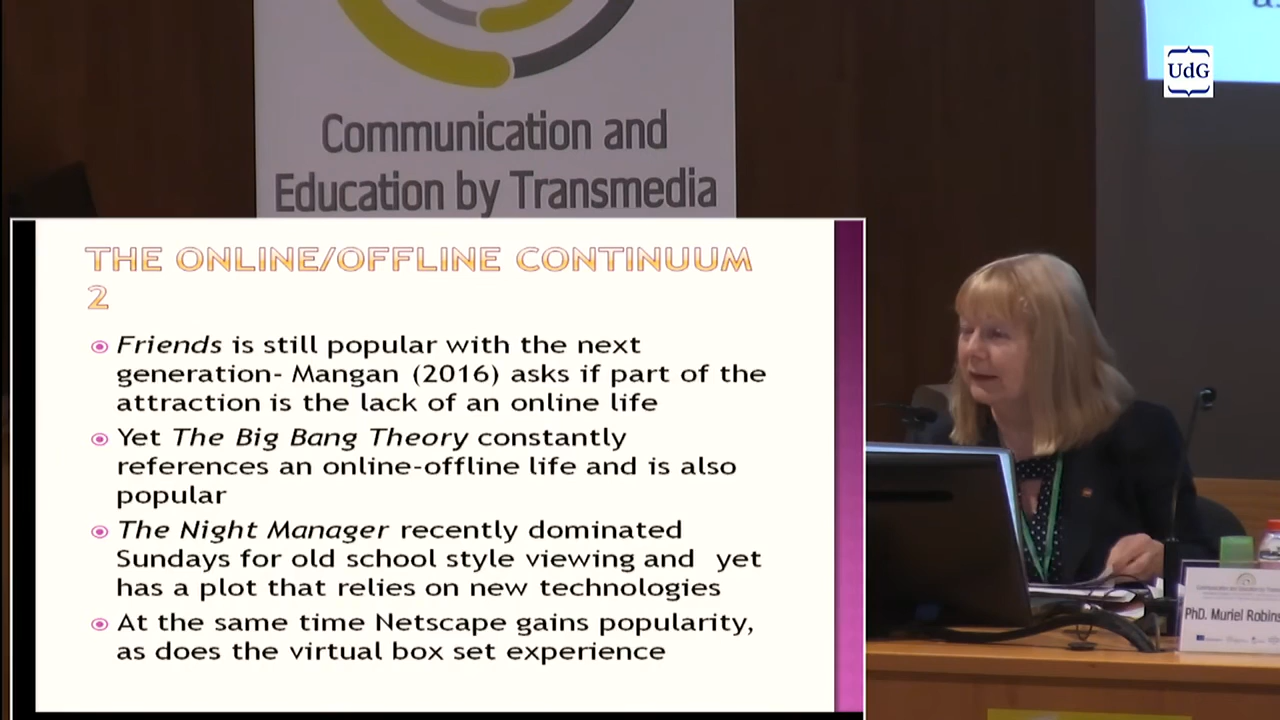 UdG
Communication and
Education by Transmedia
THE ONLINE/OFFLINE CONTINUUM
2
Friends is still popular with the next
generation- Mangan (2016) asks if part of the
attraction is the lack of an online life
Yet The Big Bang Theory constantly
references an online-offline life and is also
popular
The Night Manager recently dominated
Sundays for old school style viewing and yet
has a plot that relies on new technologies
At the same time Netscape gains popularity,
as does the virtual box set experience
PhD. Muriel Robins